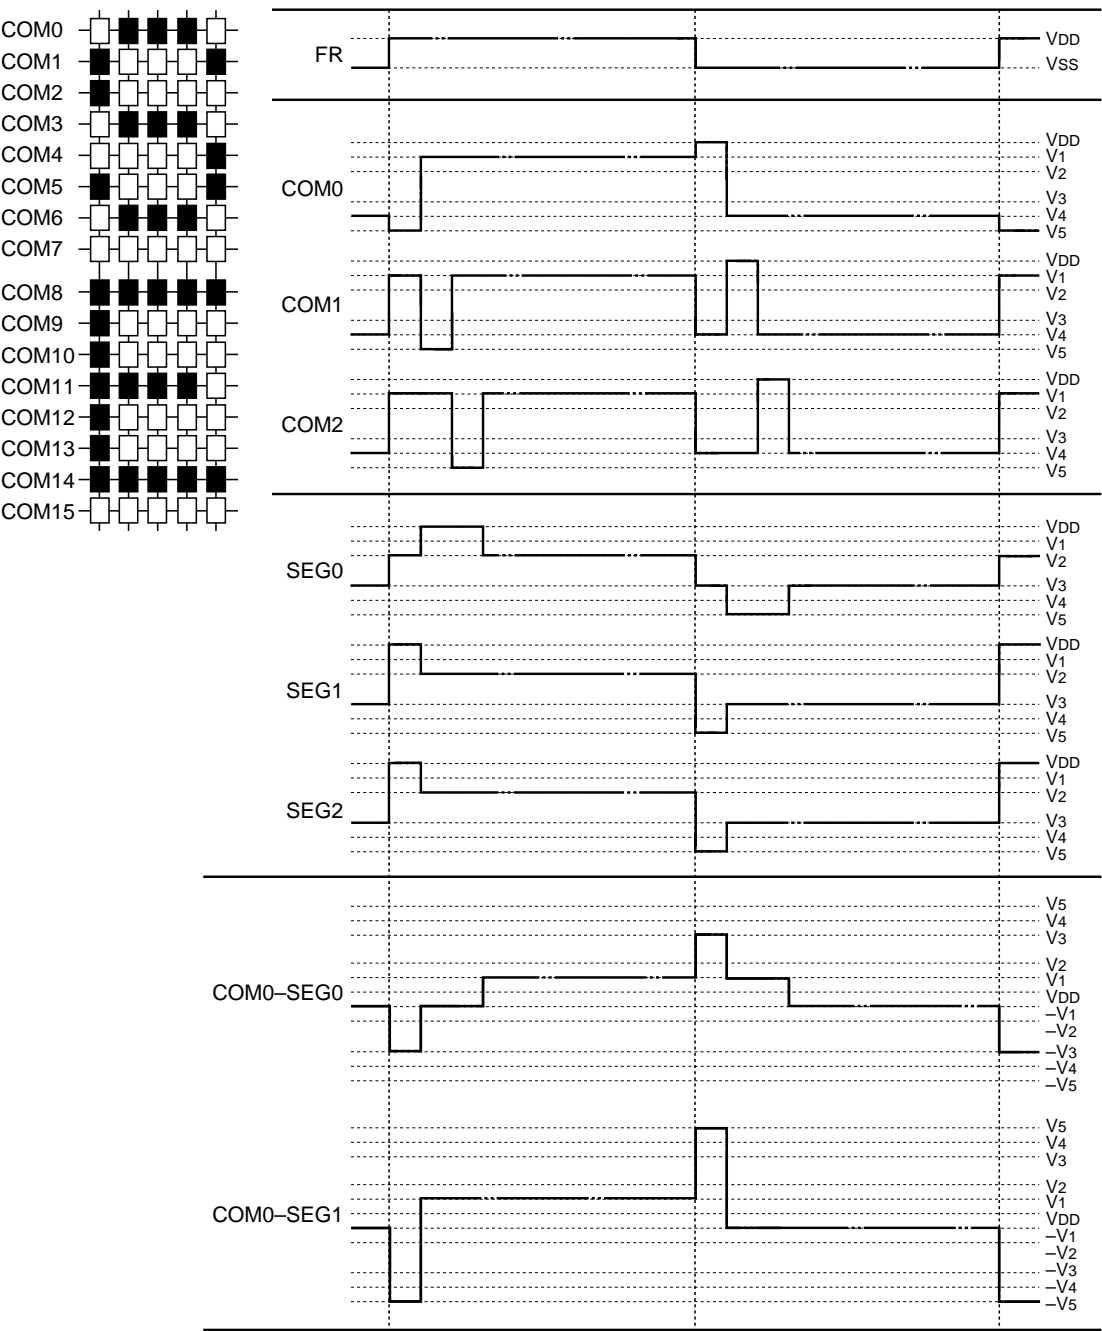 COM0
COM1
COM2
COM3
COM4
COM5
COM6
COM7
COM8
COM9
COM10
COM11
COM12
COM13
COM14
COM15
FR
VDD
VSS
COM0
VDD
V1
V2
V3
V4
V5
COM1
VDD
V1
V2
V3
V4
V5
COM2
VDD
V1
V2
V3
V4
V5
SEG0
VDD
V1
V2
V3
V4
V5
SEG1
VDD
V1
V2
V3
V4
V5
SEG2
VDD
V1
V2
V3
V4
V5
COM0–SEG0
V5
V4
V3
V2
V1
VDD
–V1
–V2
–V3
–V4
–V5
COM0–SEG1
V5
V4
V3
V2
V1
VDD
–V1
–V2
–V3
–V4
–V5